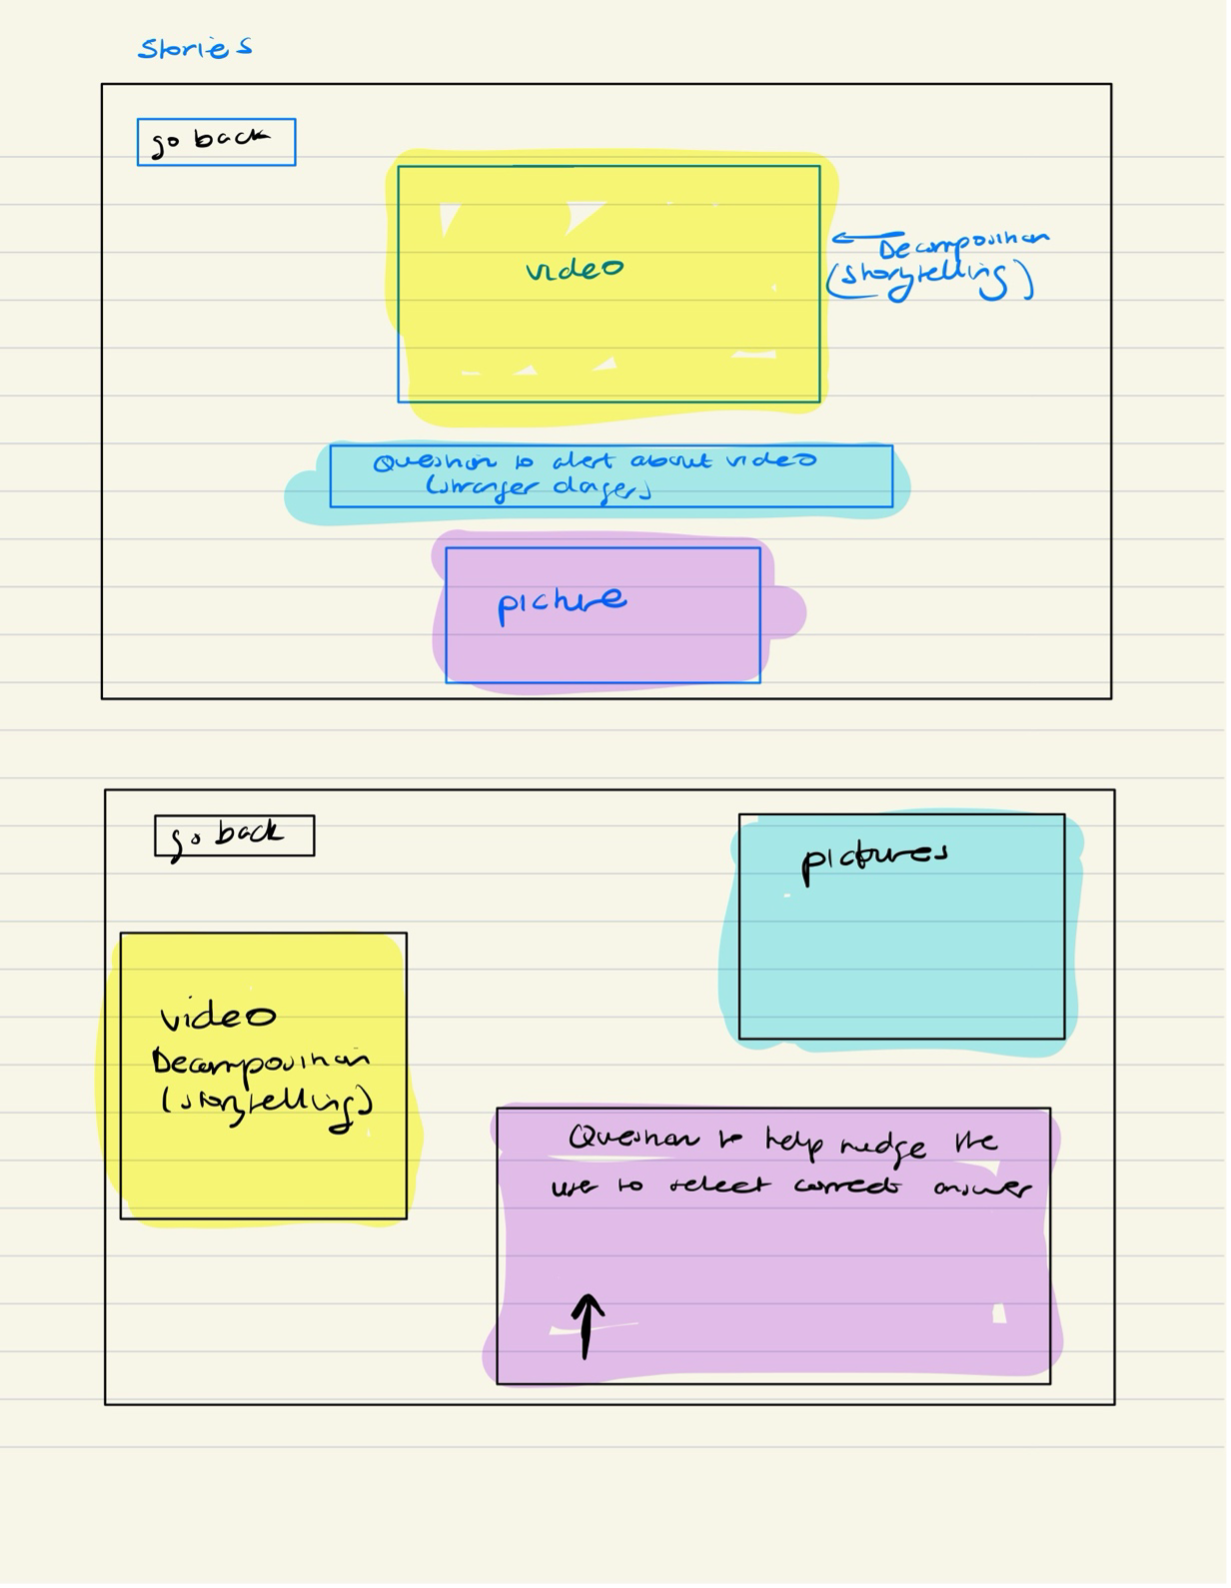 Stories
go back
video
Decomposition
(storytelling)
Question to alert about video
(stranger danger)
picture
go back
pictures
video
Decomposition
(storytelling)
Question to help nudge the
user to select correct answer